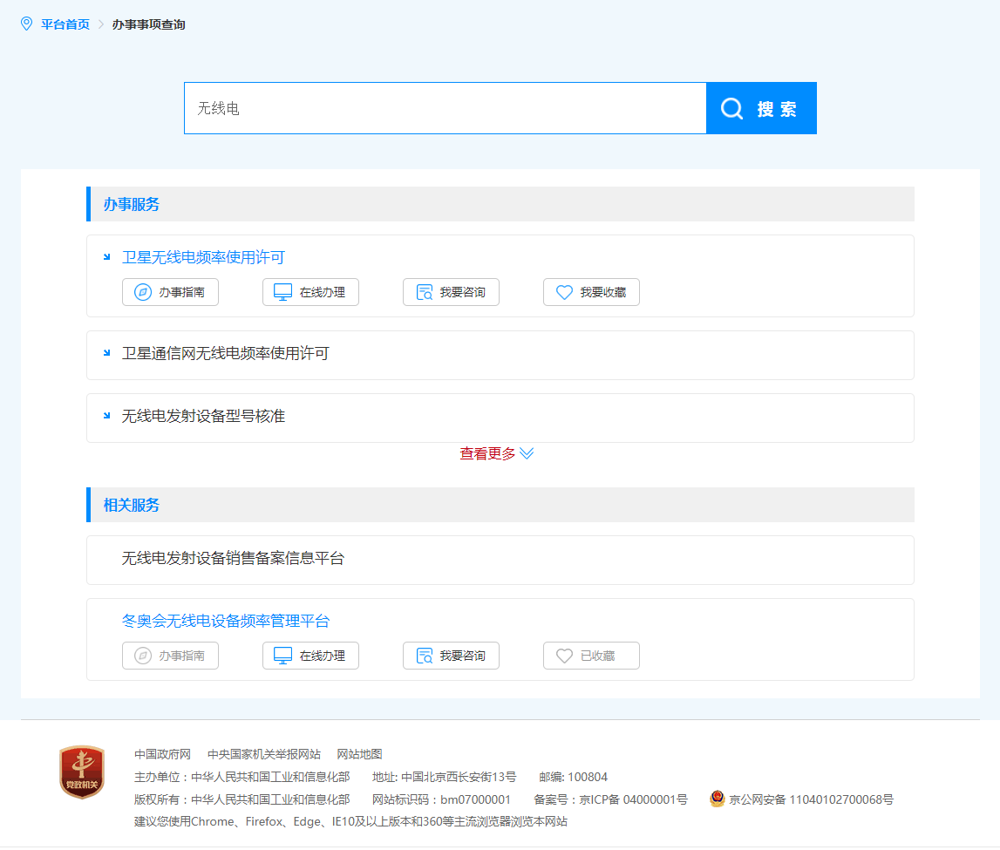 平台首页 > 办事事项查询
无线电 搜 索
办事服务
卫星无线电频率使用许可
办事指南 在线办理 我要咨询 我要收藏
卫星通信网无线电频率使用许可
无线电发射设备型号核准
查看更多
相关服务
无线电发射设备销售备案信息平台
冬奥会无线电设备频率管理平台
办事指南 在线办理 我要咨询 已收藏
党政机关
中国政府网 中央国家机关举报网站 网站地图
主办单位：中华人民共和国工业和信息化部 地址: 中国北京西长安街13号 邮编: 100804
版权所有：中华人民共和国工业和信息化部 网站标识码：bm07000001 备案号：京ICP备 04000001号 京公网安备 11040102700068号
建议您使用Chrome、Firefox、Edge、IE10及以上版本和360等主流浏览器浏览本网站